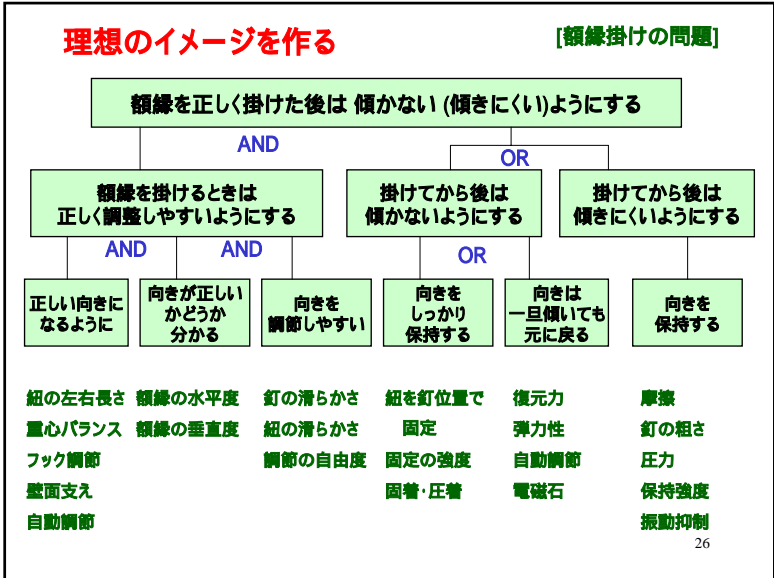 理想のイメージを作る
[額縁掛けの問題]
額縁を正しく掛けた後は 傾かない (傾きにくい)ようにする
AND
OR
額縁を掛けるときは
正しく調整しやすいようにする
掛けてから後は
傾かないようにする
掛けてから後は
傾きにくいようにする
AND
AND
OR
正しい向きに
なるように
向きが正しい
かどうか
分かる
向きを
調節しやすい
向きを
しっかり
保持する
向きは
一旦傾いても
元に戻る
向きを
保持する
紐の左右長さ
重心バランス
フック調節
壁面支え
自動調節
額縁の水平度
額縁の垂直度
釘の滑らかさ
紐の滑らかさ
調節の自由度
紐を釘位置で
固定
固定の強度
固着・圧着
復元力
弾力性
自動調節
電磁石
摩擦
釘の粗さ
圧力
保持強度
振動抑制
26